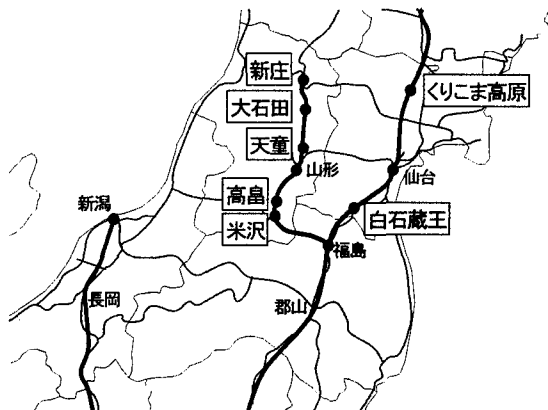 新庄
くりこま高原
大石田
天童
山形
仙台
高畠
新潟
白石蔵王
米沢
福島
長岡
郡山